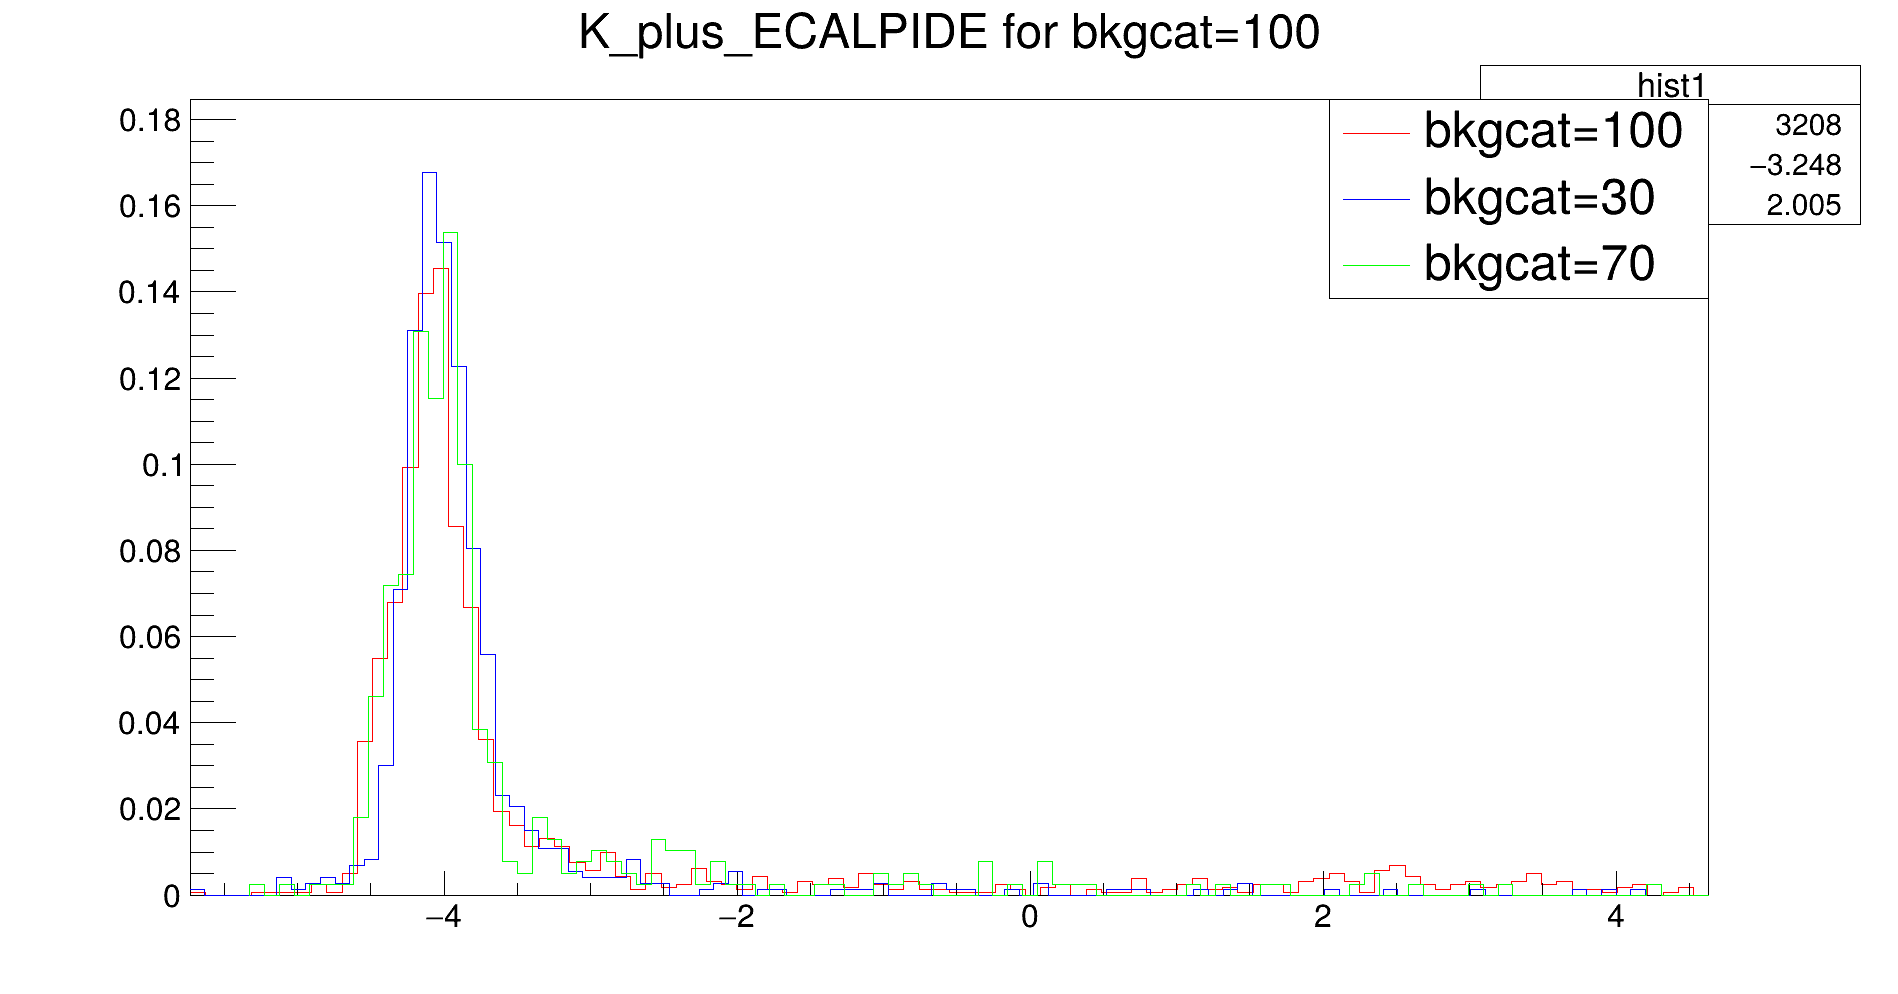 K_plus_ECALPIDE for bkgcat=100
hist1
3208
−3.248
2.005
bkgcat=100
bkgcat=30
bkgcat=70
0.18
0.16
0.14
0.12
0.1
0.08
0.06
0.04
0.02
0
−4 −2 0 2 4